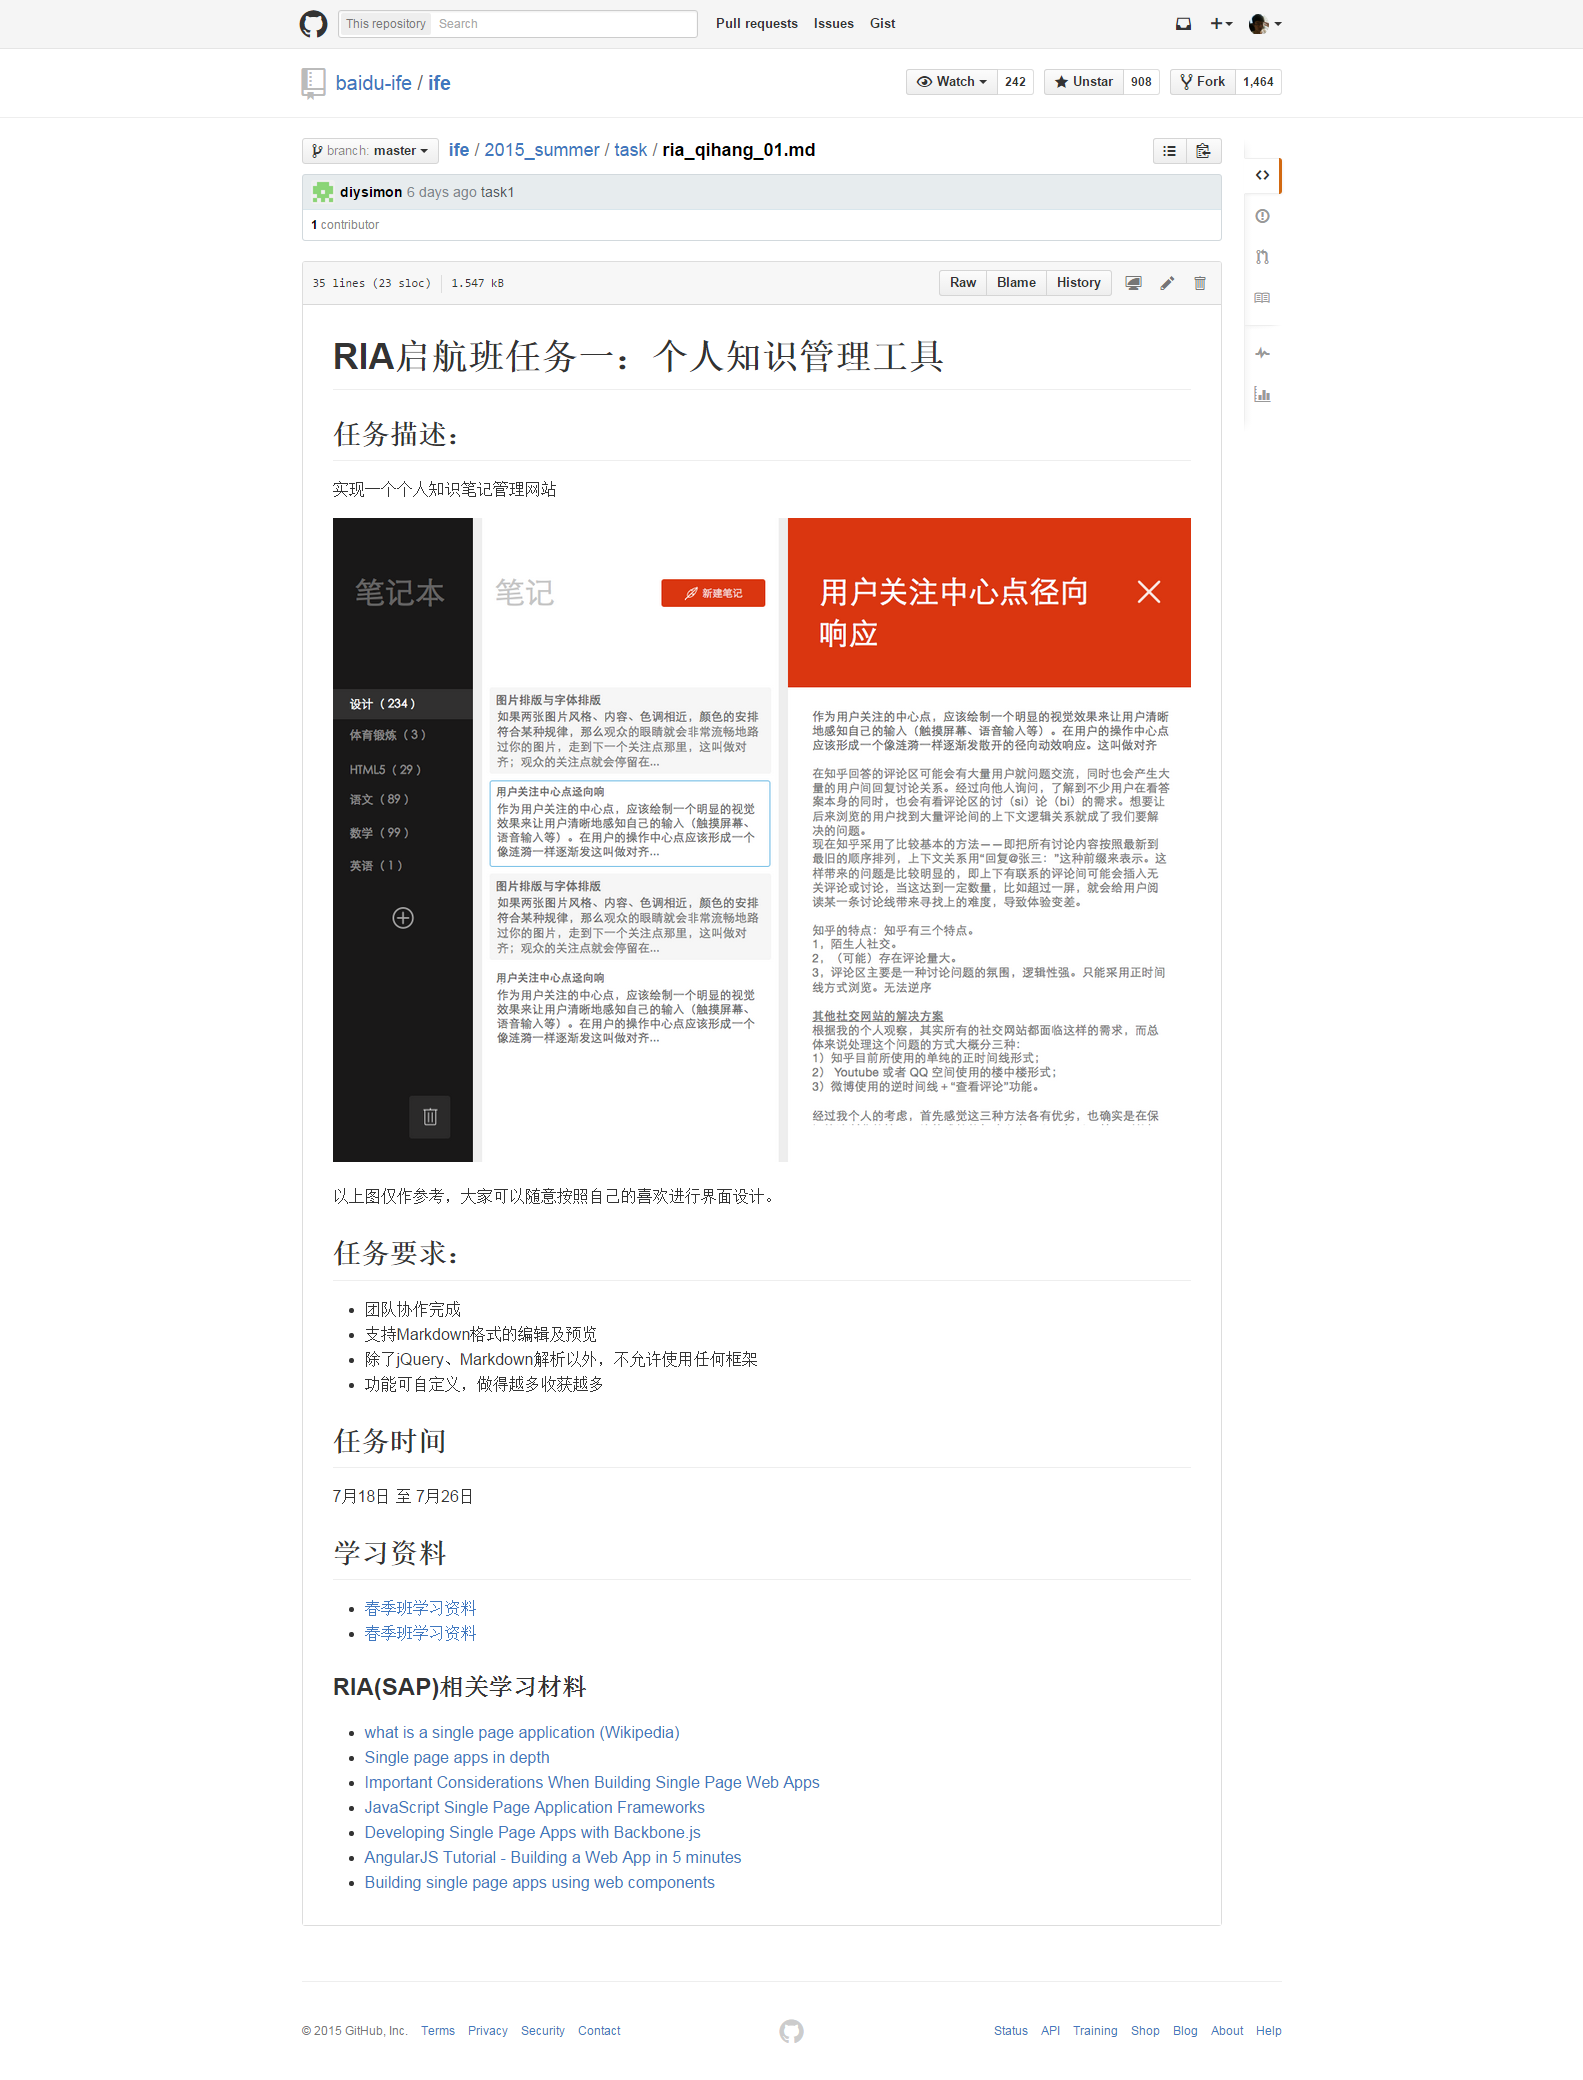 This repository Search Pull requests Issues Gist
baidu-ife / ife
Watch 242 Unstar 908 Fork 1,464
branch: master ife / 2015_summer / task / ria_qihang_01.md
diysimon 6 days ago task1
1 contributor
35 lines (23 sloc) 1.547 kB
Raw Blame History
RIA启航班任务一：个人知识管理工具
任务描述：
实现一个个人知识笔记管理网站
笔记本
设计（234）
体育锻炼（3）
HTML5（29）
语文（89）
数学（99）
英语（1）
笔记
新建笔记
图片排版与字体排版
如果两张图片风格、内容、色调相近，颜色的安排
符合某种规律，那么观众的眼睛就会非常流畅地路
过你的图片，走到下一个关注点那里，这叫做对
齐；观众的关注点就会停留在...
用户关注中心点迳向响
作为用户关注的中心点，应该绘制一个明显的视觉
效果来让用户清晰地感知自己的输入（触摸屏幕、
语音输入等）。在用户的操作中心点应该形成一个
像涟漪一样逐渐发这叫做对齐...
图片排版与字体排版
如果两张图片风格、内容、色调相近，颜色的安排
符合某种规律，那么观众的眼睛就会非常流畅地路
过你的图片，走到下一个关注点那里，这叫做对
齐；观众的关注点就会停留在...
用户关注中心点迳向响
作为用户关注的中心点，应该绘制一个明显的视觉
效果来让用户清晰地感知自己的输入（触摸屏幕、
语音输入等）。在用户的操作中心点应该形成一个
像涟漪一样逐渐发这叫做对齐...
用户关注中心点径向
响应
作为用户关注的中心点，应该绘制一个明显的视觉效果来让用户清晰
地感知自己的输入（触摸屏幕、语音输入等）。在用户的操作中心点
应该形成一个像涟漪一样逐渐发散开的径向动效响应。这叫做对齐
在知乎回答的评论区可能会有大量用户就问题交流，同时也会产生大
量的用户间回复讨论关系。经过向他人询问，了解到不少用户在看答
案本身的同时，也会有看评论区的讨（si）论（bi）的需求。想要让
后来浏览的用户找到大量评论间的上下文逻辑关系就成了我们要解
决的问题。
现在知乎采用了比较基本的方法——即把所有讨论内容按照最新到
最旧的顺序排列，上下文关系用“回复@张三：”这种前缀来表示。这
样带来的问题是比较明显的，即上下有联系的评论间可能会插入无
关评论或讨论，当这达到一定数量，比如超过一屏，就会给用户阅
读某一条讨论线带来寻找上的难度，导致体验变差。
知乎的特点：知乎有三个特点。
1，陌生人社交。
2，（可能）存在评论量大。
3，评论区主要是一种讨论问题的氛围，逻辑性强。只能采用正时间
线方式浏览。无法逆序
其他社交网站的解决方案
根据我的个人观察，其实所有的社交网站都面临这样的需求，而总
体来说处理这个问题的方式大概分三种：
1）知乎目前所使用的单纯的正时间线形式；
2） Youtube 或者 QQ 空间使用的楼中楼形式；
3）微博使用的逆时间线＋“查看评论”功能。
经过我个人的考虑，首先感觉这三种方法各有优劣，也确实是在保
以上图仅作参考，大家可以随意按照自己的喜欢进行界面设计。
任务要求：
团队协作完成
支持Markdown格式的编辑及预览
除了jQuery、Markdown解析以外，不允许使用任何框架
功能可自定义，做得越多收获越多
任务时间
7月18日 至 7月26日
学习资料
春季班学习资料
春季班学习资料
RIA(SAP)相关学习材料
what is a single page application (Wikipedia)
Single page apps in depth
Important Considerations When Building Single Page Web Apps
JavaScript Single Page Application Frameworks
Developing Single Page Apps with Backbone.js
AngularJS Tutorial - Building a Web App in 5 minutes
Building single page apps using web components
© 2015 GitHub, Inc. Terms Privacy Security Contact Status API Training Shop Blog About Help